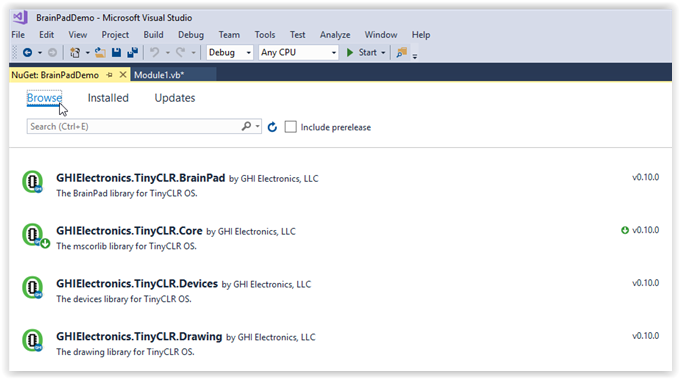 BrainPadDemo - Microsoft Visual Studio
File Edit View Project Build Debug Team Tools Test Analyze Window Help
Debug Any CPU Start
NuGet: BrainPadDemo Module1.vb*
Browse Installed Updates
Search (Ctrl+E) Include prerelease
GHIElectronics.TinyCLR.BrainPad by GHI Electronics, LLC v0.10.0
The BrainPad library for TinyCLR OS.
GHIElectronics.TinyCLR.Core by GHI Electronics, LLC v0.10.0
The mscorlib library for TinyCLR OS.
GHIElectronics.TinyCLR.Devices by GHI Electronics, LLC v0.10.0
The devices library for TinyCLR OS.
GHIElectronics.TinyCLR.Drawing by GHI Electronics, LLC v0.10.0
The drawing library for TinyCLR OS.